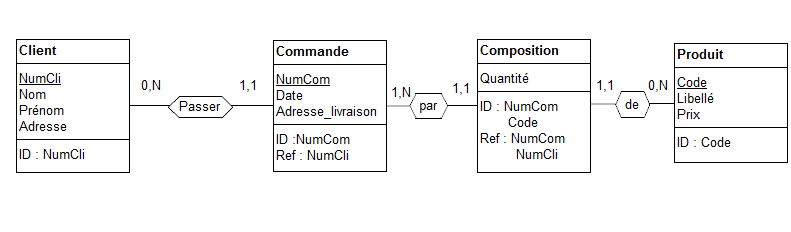 Client
NumCli
Nom
Prénom
Adresse
ID : NumCli
0,N
Passer
1,1
Commande
NumCom
Date
Adresse_livraison
ID :NumCom
Ref : NumCli
1,N
par
1,1
Composition
Quantité
ID : NumCom
Code
Ref : NumCom
NumCli
1,1
de
0,N
Produit
Code
Libellé
Prix
ID : Code